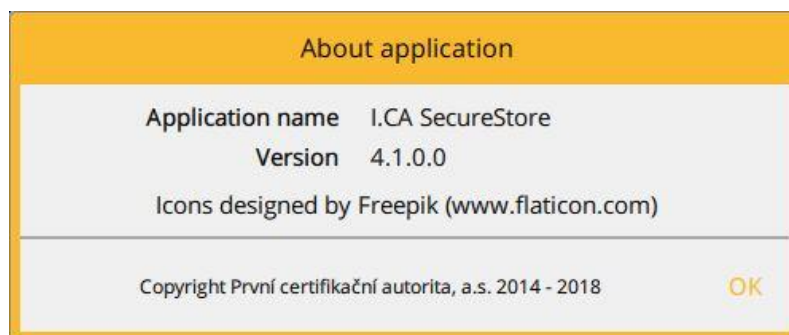 About application
Application name I.CA SecureStore
Version 4.1.0.0
Icons designed by Freepik (www.flaticon.com)
Copyright První certifikační autorita, a.s. 2014 - 2018
OK